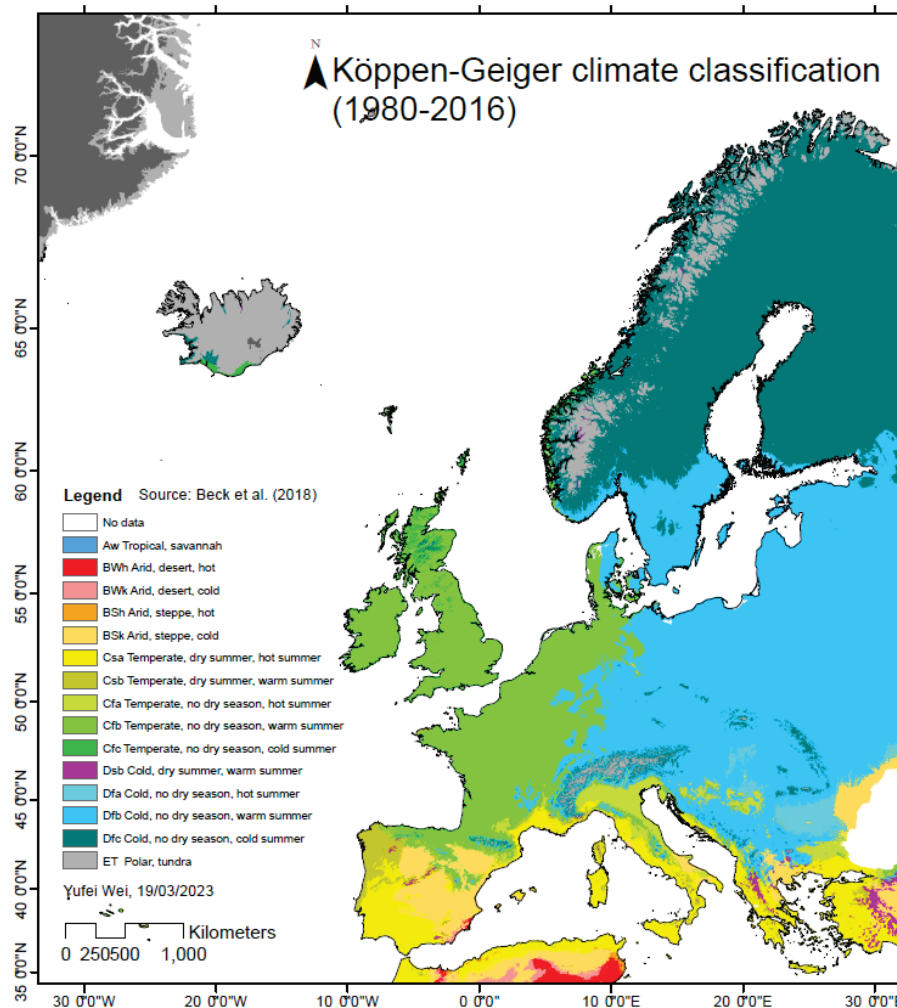 N
Köppen-Geiger climate classification
(1980-2016)
70 0'0"N
65 0'0"N
60 0'0"N
55 0'0"N
50 0'0"N
45 0'0"N
40 0'0"N
35 0'0"N
Legend Source: Beck et al. (2018)
No data
Aw Tropical, savannah
BWh Arid, desert, hot
BWk Arid, desert, cold
BSh Arid, steppe, hot
BSk Arid, steppe, cold
Csa Temperate, dry summer, hot summer
Csb Temperate, dry summer, warm summer
Cfa Temperate, no dry season, hot summer
Cfb Temperate, no dry season, warm summer
Cfc Temperate, no dry season, cold summer
Dsb Cold, dry summer, warm summer
Dfa Cold, no dry season, hot summer
Dfb Cold, no dry season, warm summer
Dfc Cold, no dry season, cold summer
ET Polar, tundra
Yufei Wei, 19/03/2023
Kilometers
0 250500 1,000
30 0'0"W 20 0'0"W 10 0'0"W 0 0'0" 10 0'0"E 20 0'0"E 30 0'0"E